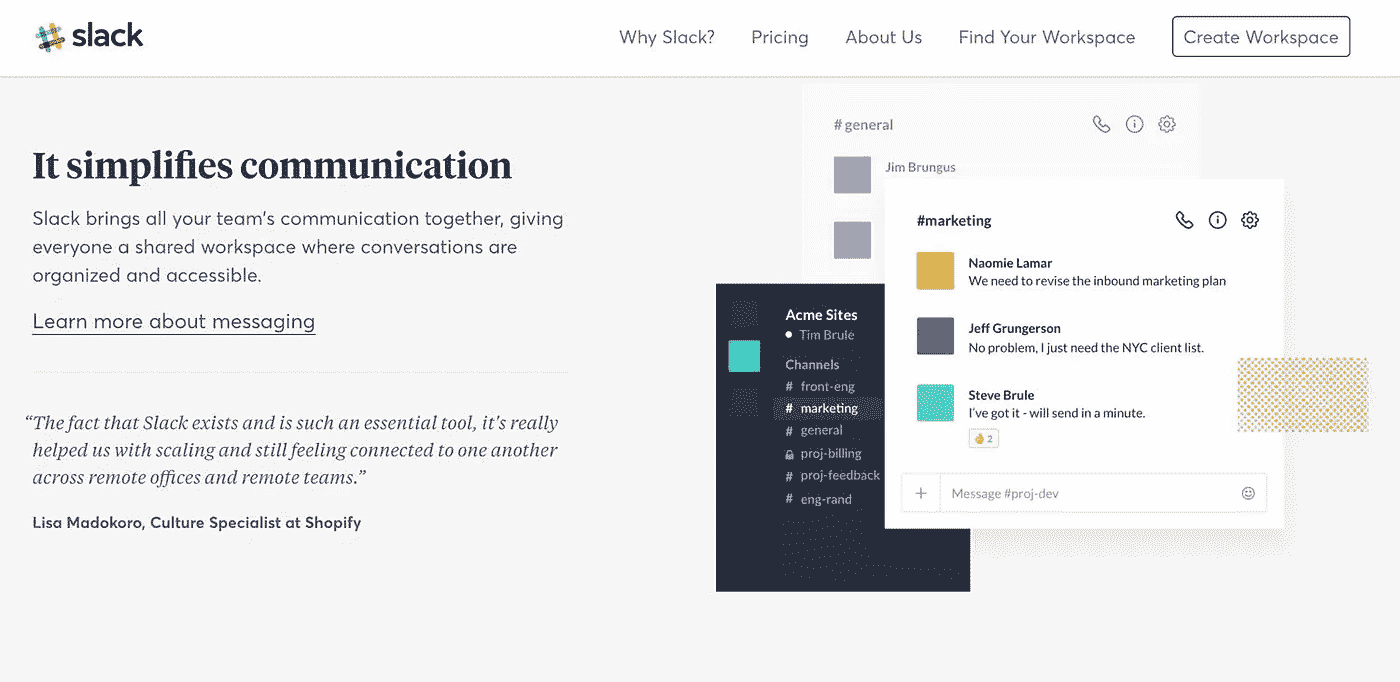 slack
Why Slack? Pricing About Us Find Your Workspace Create Workspace
It simplifies communication
Slack brings all your team's communication together, giving
everyone a shared workspace where conversations are
organized and accessible.
Learn more about messaging
“The fact that Slack exists and is such an essential tool, it's really
helped us with scaling and still feeling connected to one another
across remote offices and remote teams.”
Lisa Madokoro, Culture Specialist at Shopify
# general
Jim Brungus
#marketing
Naomie Lamar
We need to revise the inbound marketing plan
Jeff Grungerson
No problem, I just need the NYC client list.
Steve Brule
I've got it - will send in a minute.
👌 2
Message #proj-dev
Acme Sites
Tim Brule
Channels
# front-eng
# marketing
# general
proj-billing
# proj-feedback
# eng-rand